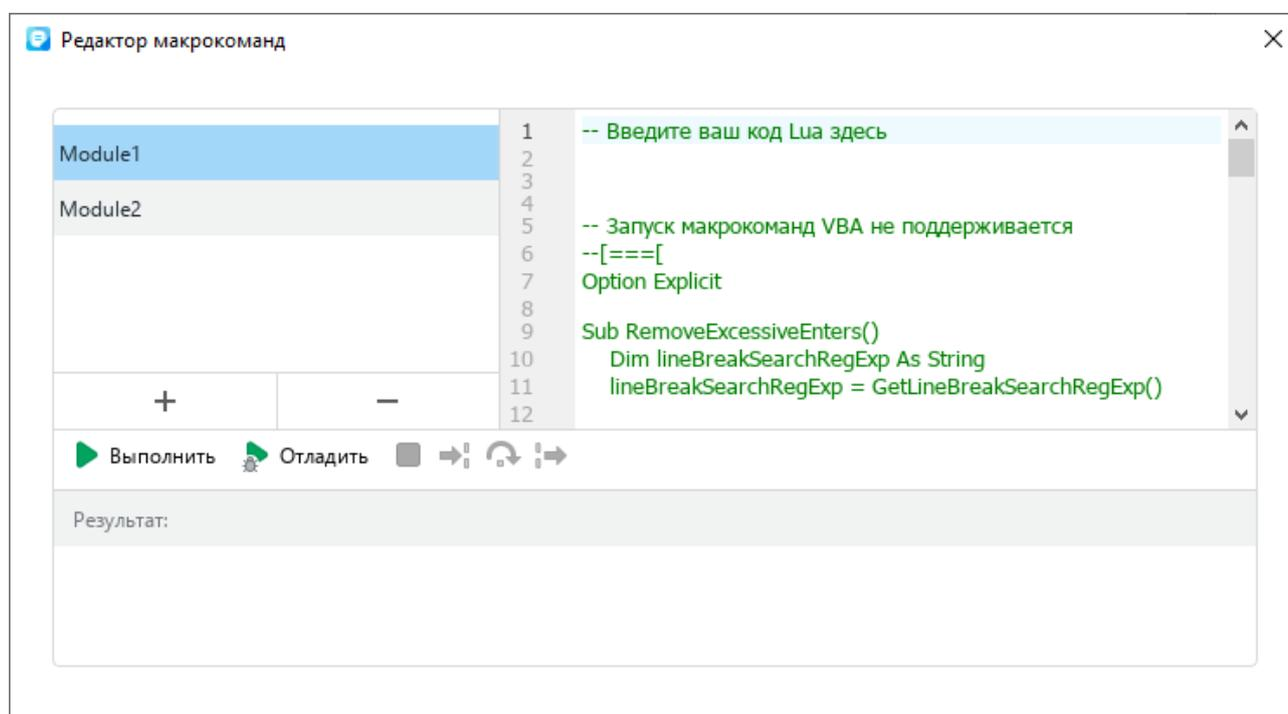 Редактор макрокоманд
Module1
Module2
1 -- Введите ваш код Lua здесь
2
3
4
5 -- Запуск макрокоманд VBA не поддерживается
6 --[===[
7 Option Explicit
8
9 Sub RemoveExcessiveEnters()
10 Dim lineBreakSearchRegExp As String
11 lineBreakSearchRegExp = GetLineBreakSearchRegExp()
12
Выполнить Отладить
Результат: